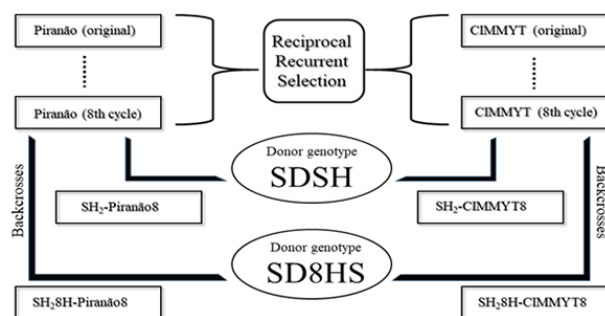 Piranão (original)
Reciprocal
Recurrent
Selection
CIMMYT (original)
Piranão (8th cycle)
CIMMYT (8th cycle)
Donor genotype
SDSH
SH₂-Piranão8
SH₂-CIMMYT8
Backcrosses
Backcrosses
Donor genotype
SD8HS
SH₂8H-Piranão8
SH₂8H-CIMMYT8